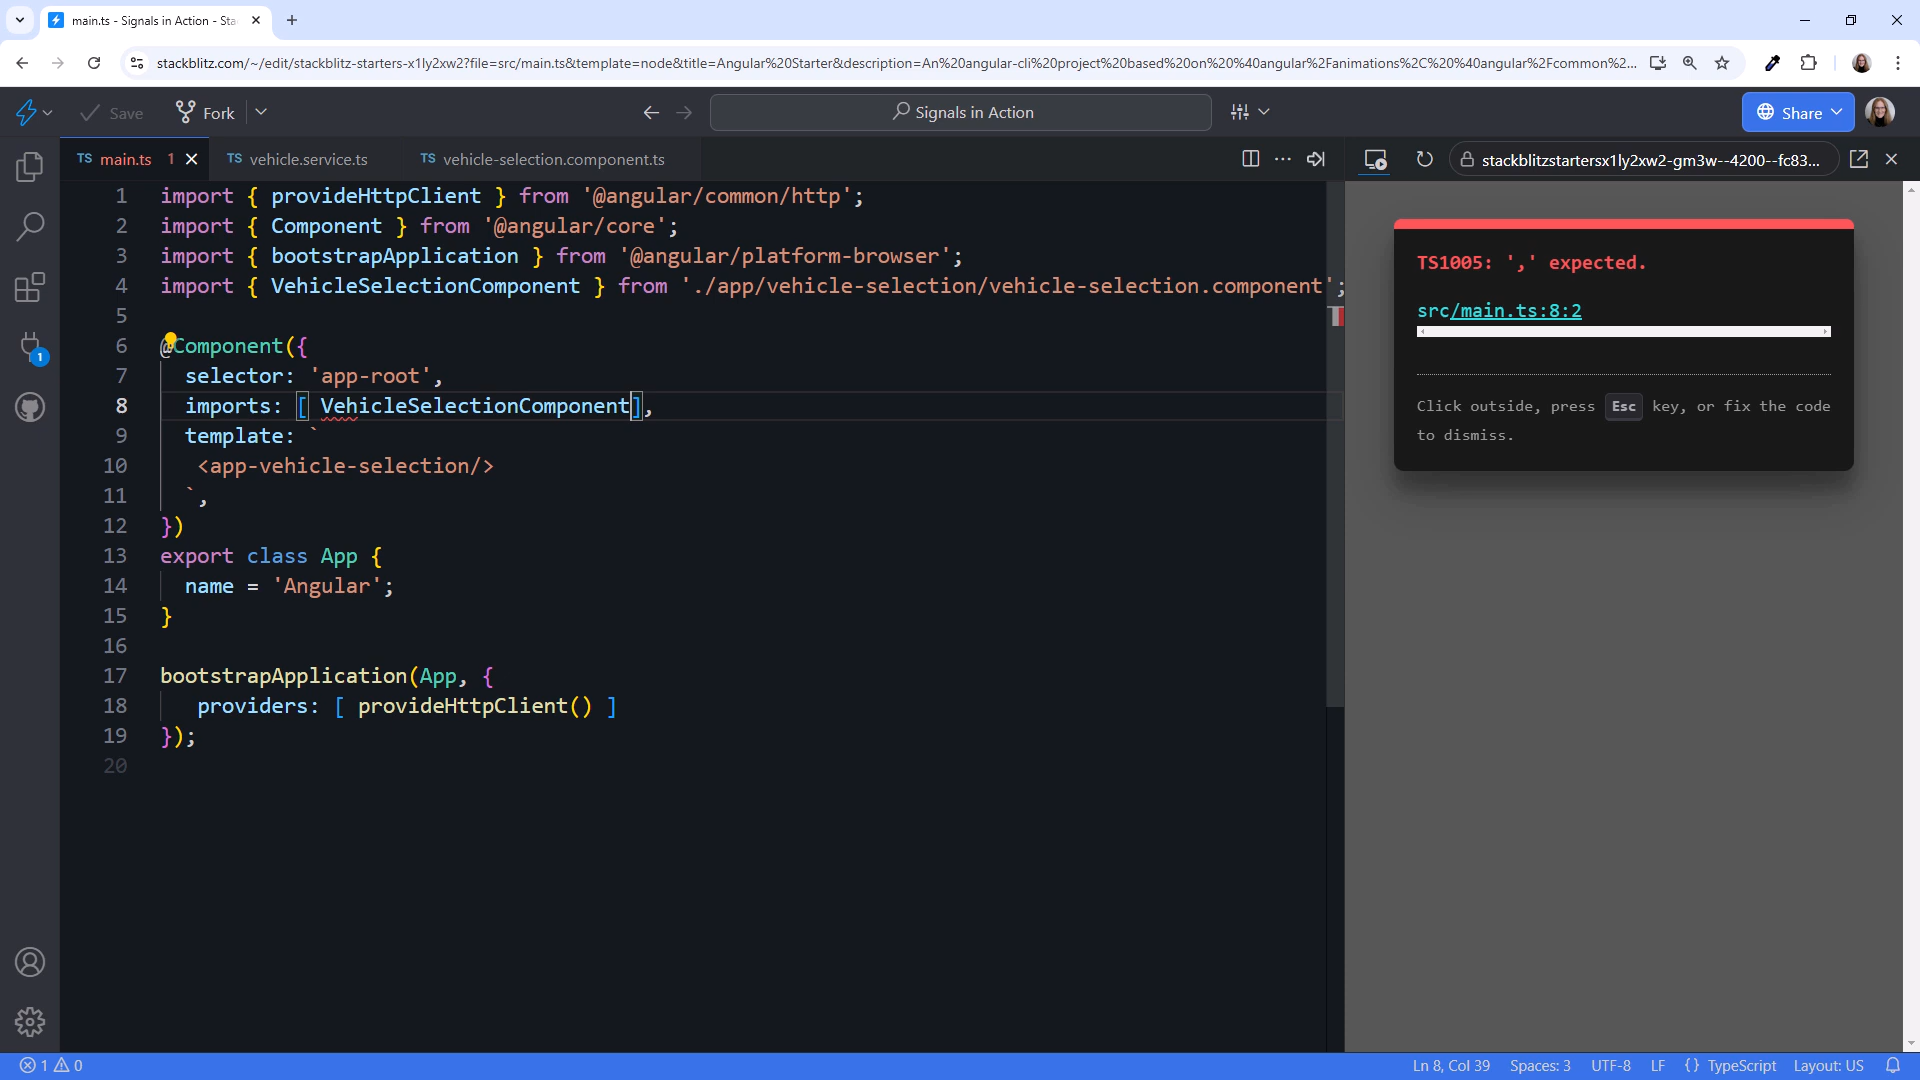 main.ts - Signals in Action - Sta
stackblitz.com/~/edit/stackblitz-starters-x1ly2xw2?file=src/main.ts&template=node&title=Angular%20Starter&description=An%20angular-cli%20project%20based%20on%20%40angular%2Fanimations%2C%20%40angular%2Fcommon%2...
Save
Fork
Signals in Action
Share
TS main.ts 1
TS vehicle.service.ts
TS vehicle-selection.component.ts
stackblitzstartersx1ly2xw2-gm3w--4200--fc83...
1 import { provideHttpClient } from '@angular/common/http';
2 import { Component } from '@angular/core';
3 import { bootstrapApplication } from '@angular/platform-browser';
4 import { VehicleSelectionComponent } from './app/vehicle-selection/vehicle-selection.component';
5
6 @Component({
7 selector: 'app-root',
8 imports: [ VehicleSelectionComponent],
9 template: `
10 <app-vehicle-selection/>
11 `,
12 })
13 export class App {
14 name = 'Angular';
15 }
16
17 bootstrapApplication(App, {
18 providers: [ provideHttpClient() ]
19 });
20
TS1005: ',' expected.
src/main.ts:8:2
Click outside, press Esc key, or fix the code
to dismiss.
1
1 0
Ln 8, Col 39
Spaces: 3
UTF-8
LF
{} TypeScript
Layout: US